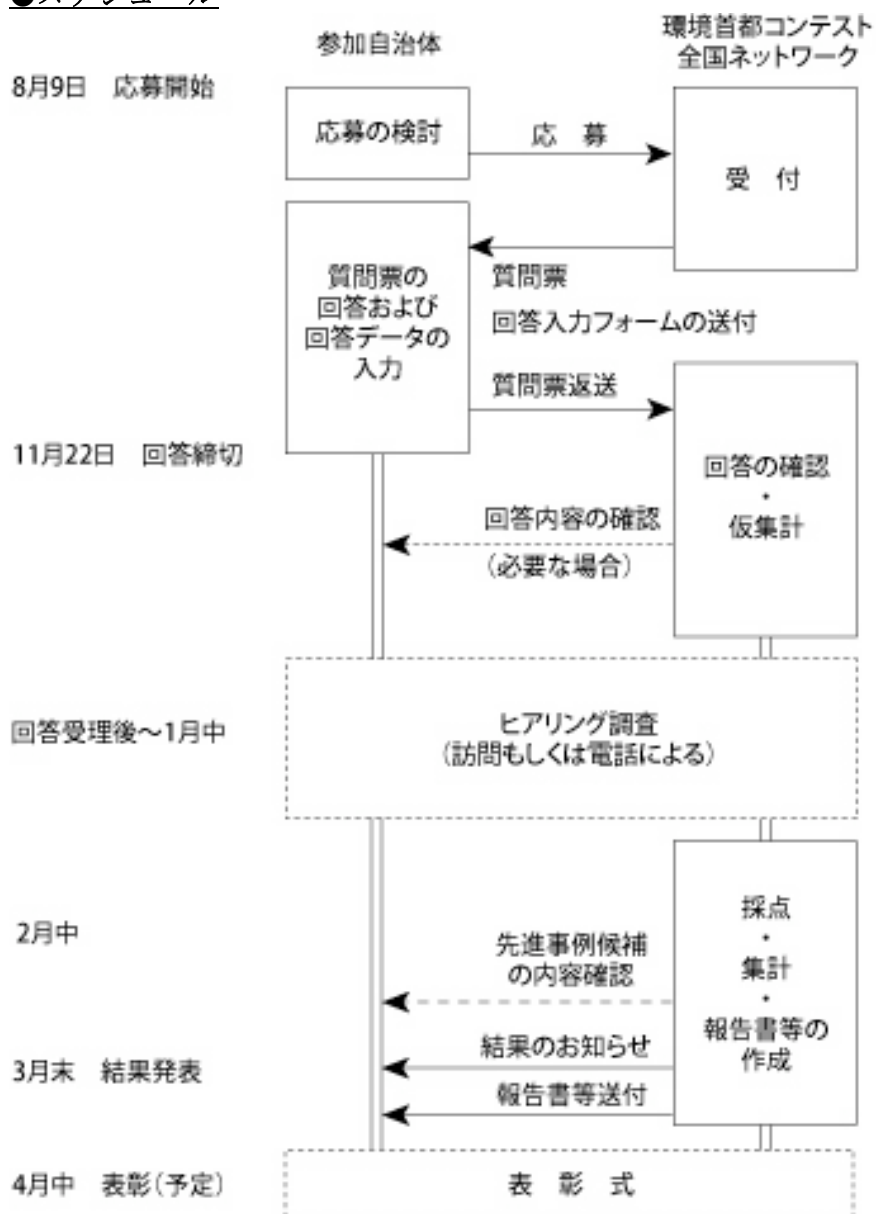 ●スケジュール
参加自治体
環境首都コンテスト
全国ネットワーク
8月9日　応募開始
応募の検討
応　募
受　付
質問票の
回答および
回答データの
入力
質問票
回答入力フォームの送付
質問票返送
11月22日　回答締切
回答の確認
・
仮集計
回答内容の確認
（必要な場合）
回答受理後～1月中
ヒアリング調査
（訪問もしくは電話による）
2月中
採点
・
集計
・
報告書等の
作成
先進事例候補
の内容確認
3月末　結果発表
結果のお知らせ
報告書等送付
4月中　表彰（予定）
表　彰　式